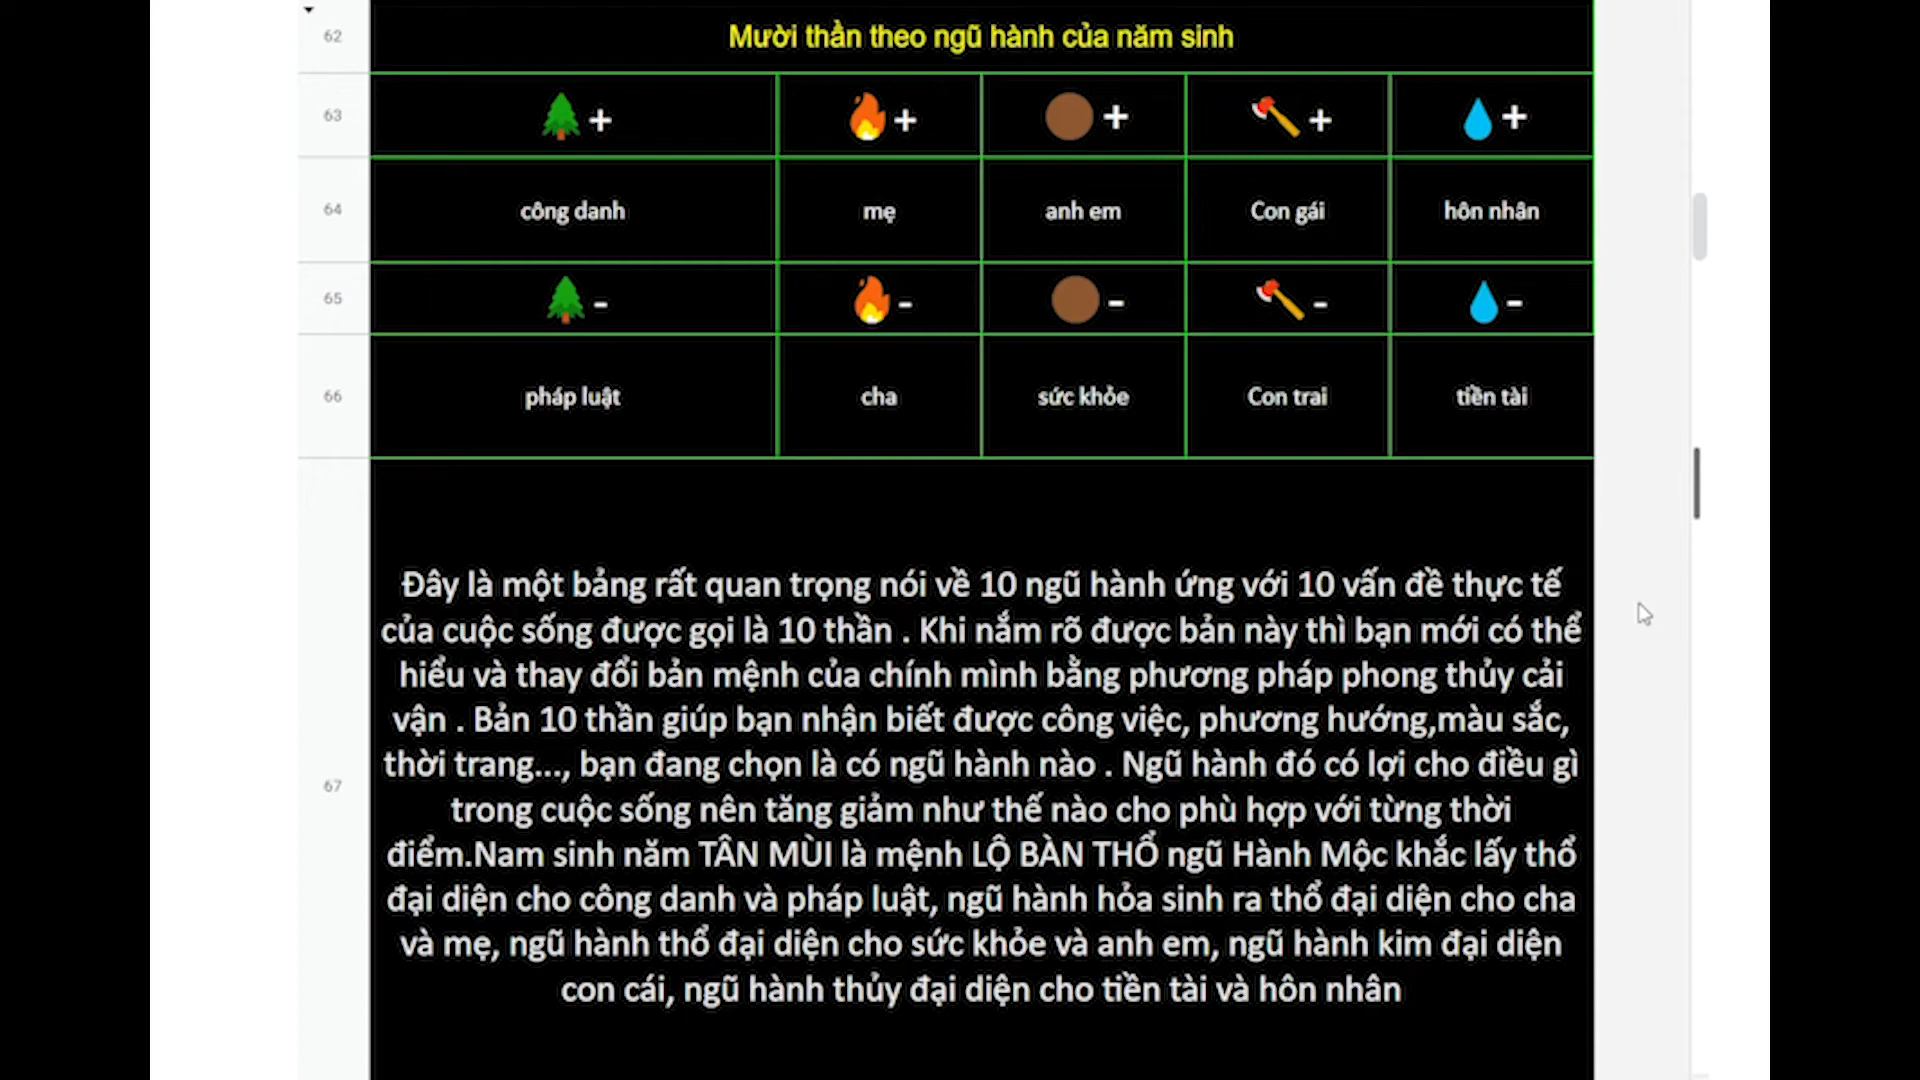 62
Mười thần theo ngũ hành của năm sinh
63
+ + + + +
64
công danh mẹ anh em Con gái hôn nhân
65
- - - - -
66
pháp luật cha sức khỏe Con trai tiền tài
67
Đây là một bảng rất quan trọng nói về 10 ngũ hành ứng với 10 vấn đề thực tế
của cuộc sống được gọi là 10 thần . Khi nắm rõ được bản này thì bạn mới có thể
hiểu và thay đổi bản mệnh của chính mình bằng phương pháp phong thủy cải
vận . Bản 10 thần giúp bạn nhận biết được công việc, phương hướng,màu sắc,
thời trang..., bạn đang chọn là có ngũ hành nào . Ngũ hành đó có lợi cho điều gì
trong cuộc sống nên tăng giảm như thế nào cho phù hợp với từng thời
điểm.Nam sinh năm TÂN MÙI là mệnh LỘ BÀN THỔ ngũ Hành Mộc khắc lấy thổ
đại diện cho công danh và pháp luật, ngũ hành hỏa sinh ra thổ đại diện cho cha
và mẹ, ngũ hành thổ đại diện cho sức khỏe và anh em, ngũ hành kim đại diện
con cái, ngũ hành thủy đại diện cho tiền tài và hôn nhân